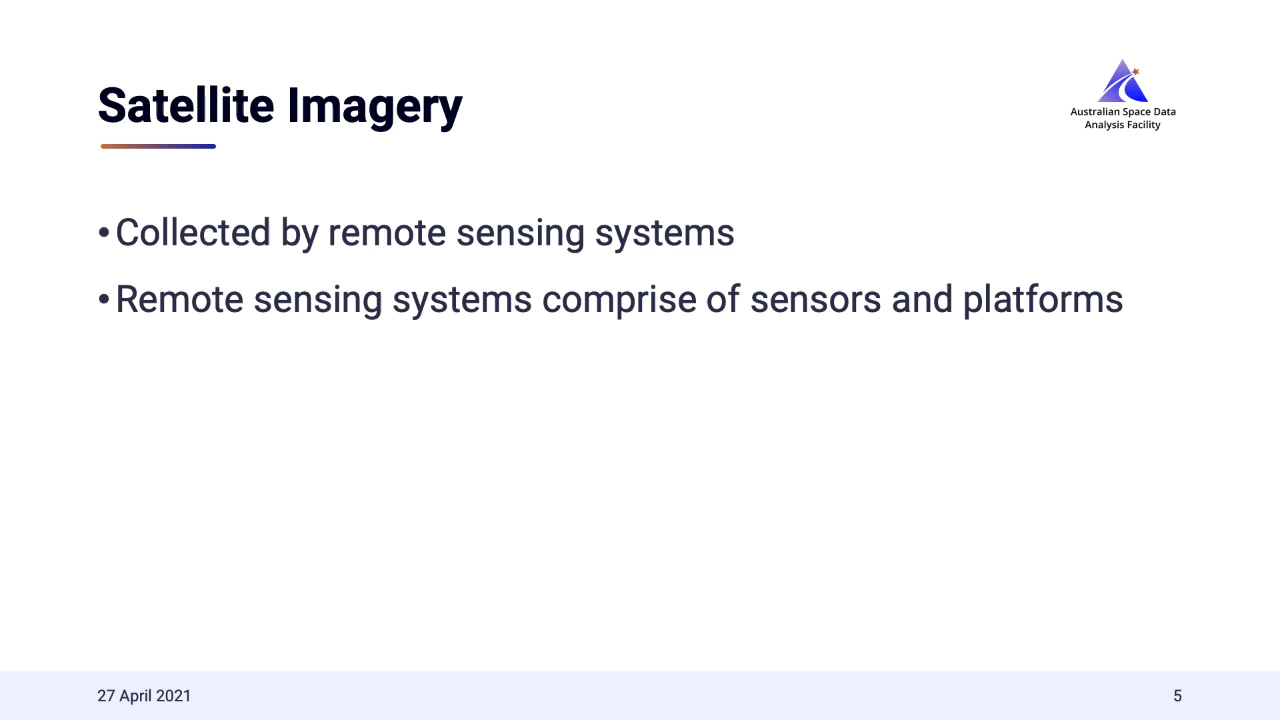 Satellite Imagery
Australian Space Data
Analysis Facility
• Collected by remote sensing systems
• Remote sensing systems comprise of sensors and platforms
27 April 2021
5